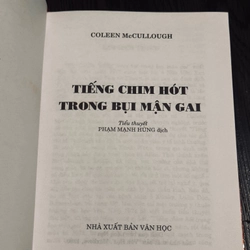 COLEEN McCULLOUGH
TIẾNG CHIM HÓT
TRONG BỤI MẬN GAI
Tiểu thuyết
PHẠM MẠNH HÙNG dịch
NHÀ XUẤT BẢN VĂN HỌC